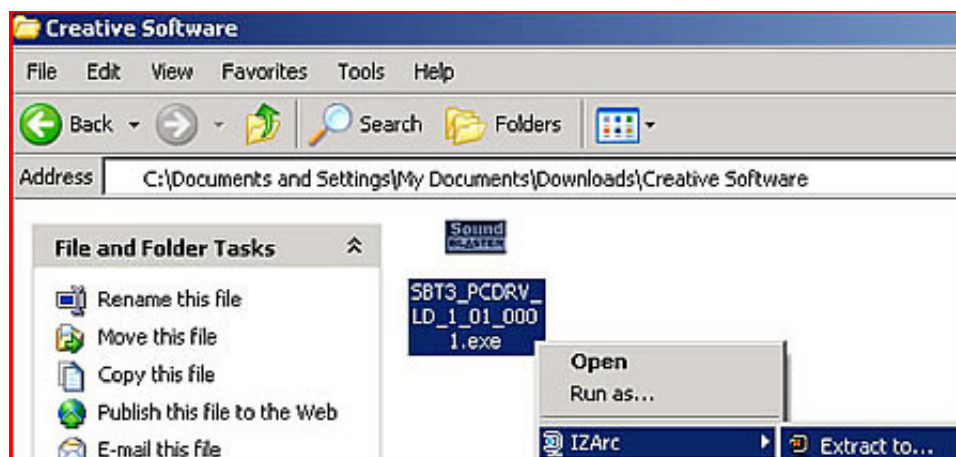 Creative Software
File Edit View Favorites Tools Help
Back Search Folders
Address C:\Documents and Settings\My Documents\Downloads\Creative Software
File and Folder Tasks
Rename this file
Move this file
Copy this file
Publish this file to the Web
E-mail this file
Sound
BLASTER
SBT3_PCDRV_
LD_1_01_000
1.exe
Open
Run as...
IZArc
Extract to...